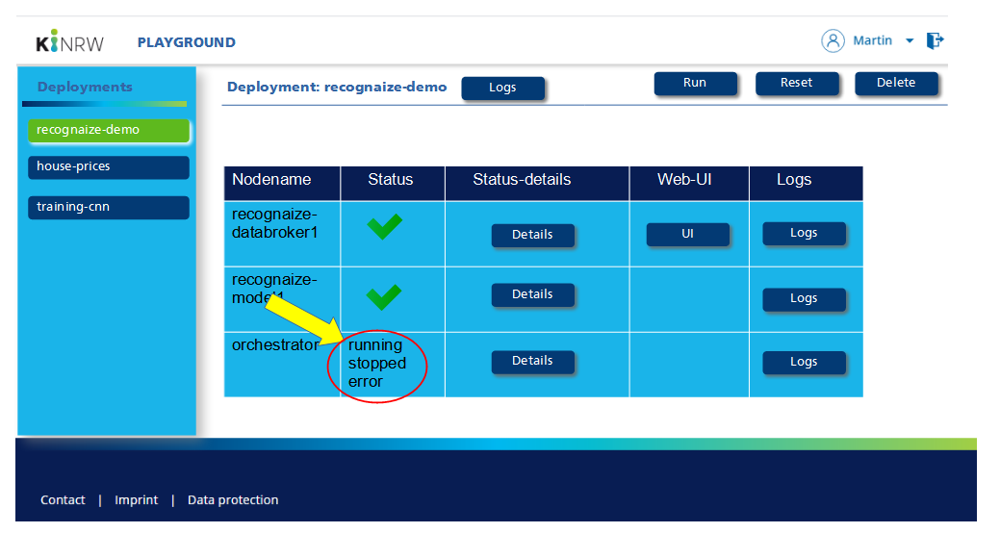 KINRW PLAYGROUND Martin
Deployments
Deployment: recognaize-demo Logs Run Reset Delete
recognaize-demo
house-prices
training-cnn
Nodename Status Status-details Web-UI Logs
recognaize-
databroker1 Details UI Logs
recognaize-
model1 Details Logs
orchestrator running
stopped
error Details Logs
Contact | Imprint | Data protection